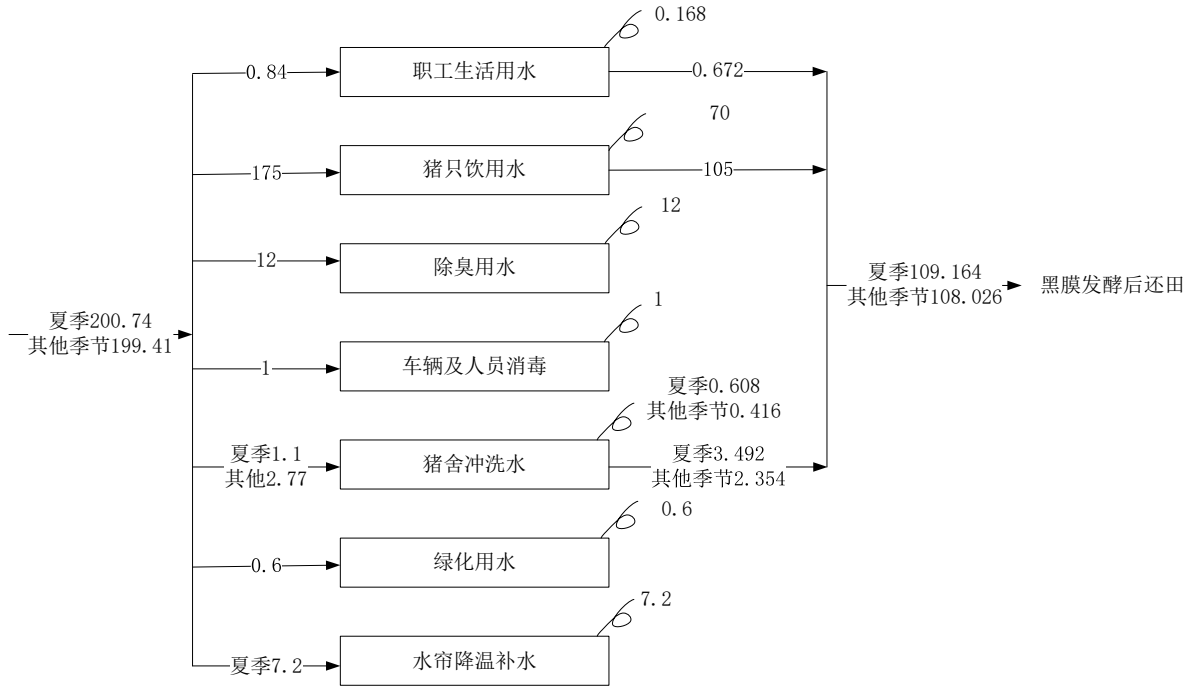 0.168
0.84
职工生活用水
0.672
70
175
猪只饮用水
105
12
12
除臭用水
夏季109.164
其他季节108.026
黑膜发酵后还田
夏季200.74
其他季节199.41
1
1
车辆及人员消毒
夏季0.608
其他季节0.416
夏季1.1
其他2.77
猪舍冲洗水
夏季3.492
其他季节2.354
0.6
0.6
绿化用水
7.2
夏季7.2
水帘降温补水